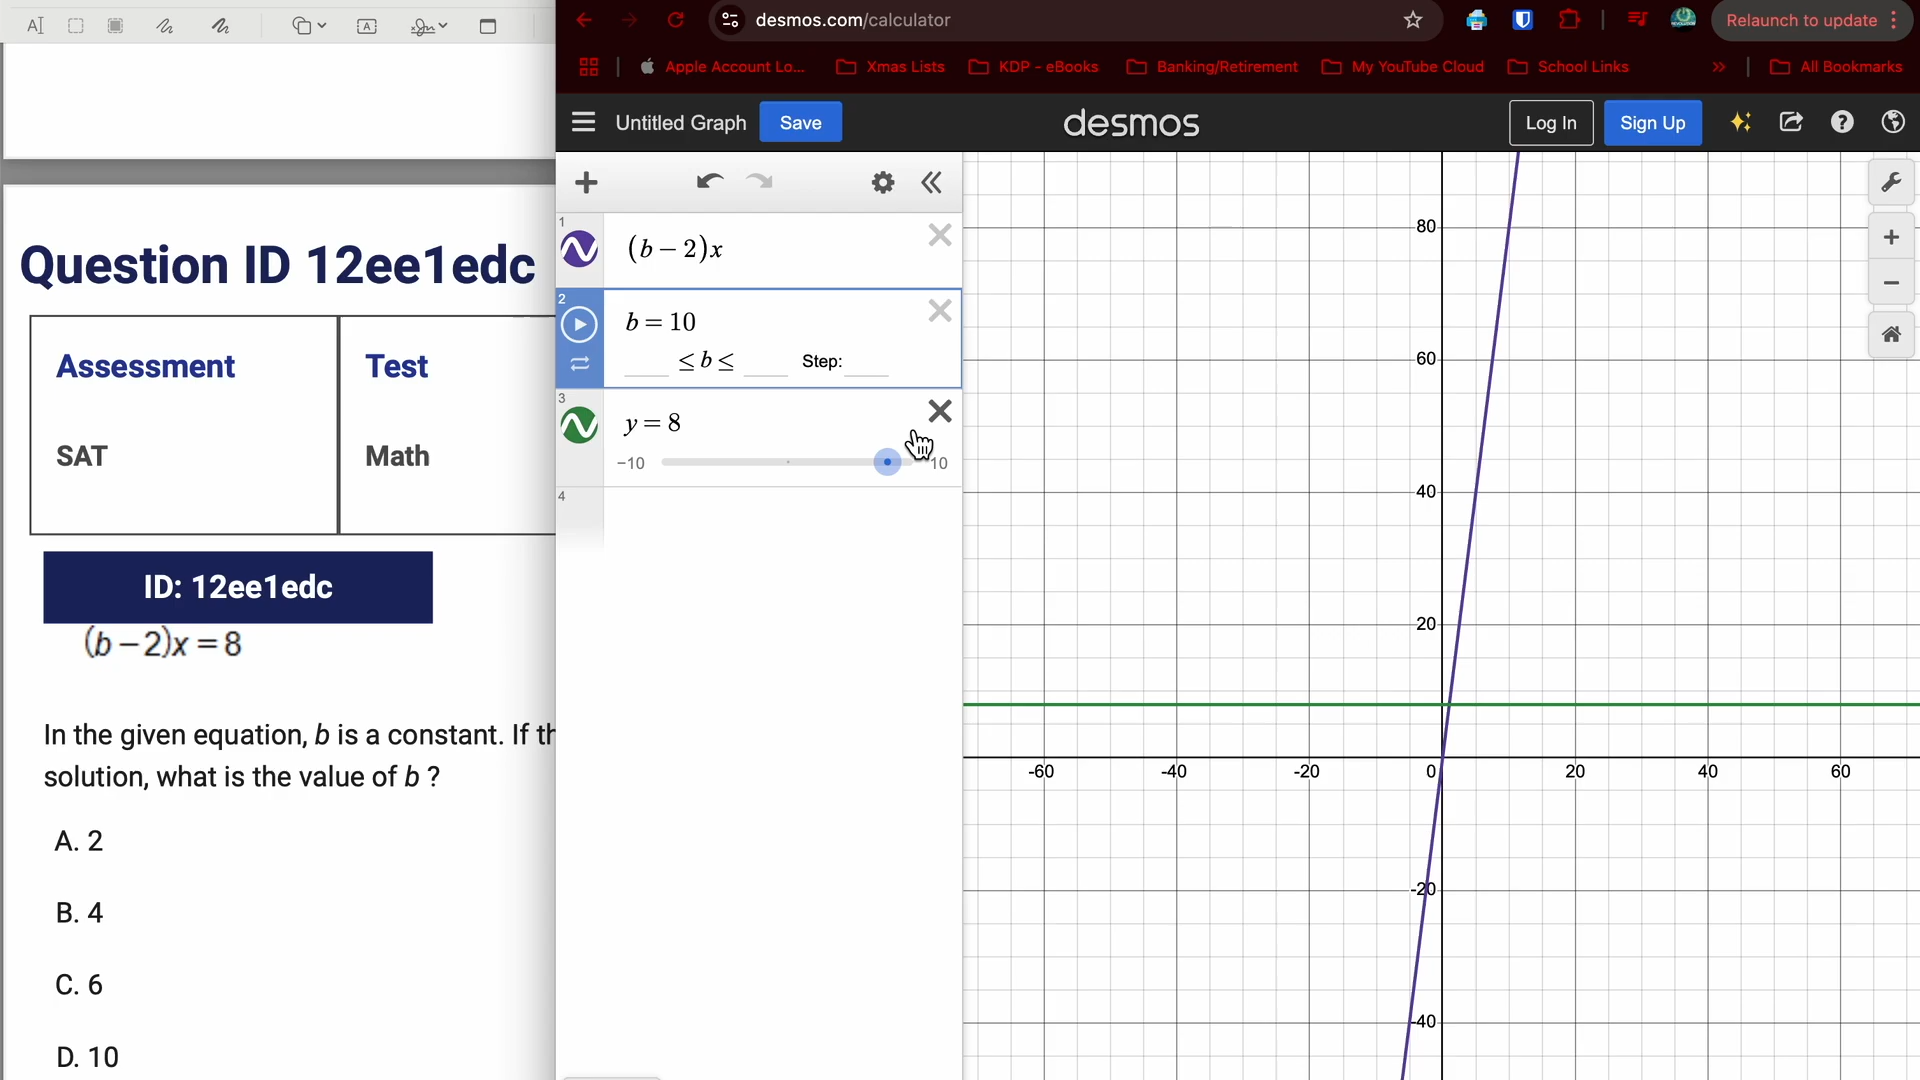 desmos.com/calculator
Relaunch to update
Apple Account Lo...
Xmas Lists
KDP - eBooks
Banking/Retirement
My YouTube Cloud
School Links
»
All Bookmarks
Untitled Graph
Save
desmos
Log In
Sign Up
Question ID 12ee1edc
Assessment
Test
SAT
Math
ID: 12ee1edc
(b – 2)x = 8
In the given equation, b is a constant. If th
solution, what is the value of b ?
A. 2
B. 4
C. 6
D. 10
1
(b – 2)x
2
b = 10
≤ b ≤
Step:
3
y = 8
−10
10
4
80
60
40
20
-20
-40
-60
-40
-20
0
20
40
60